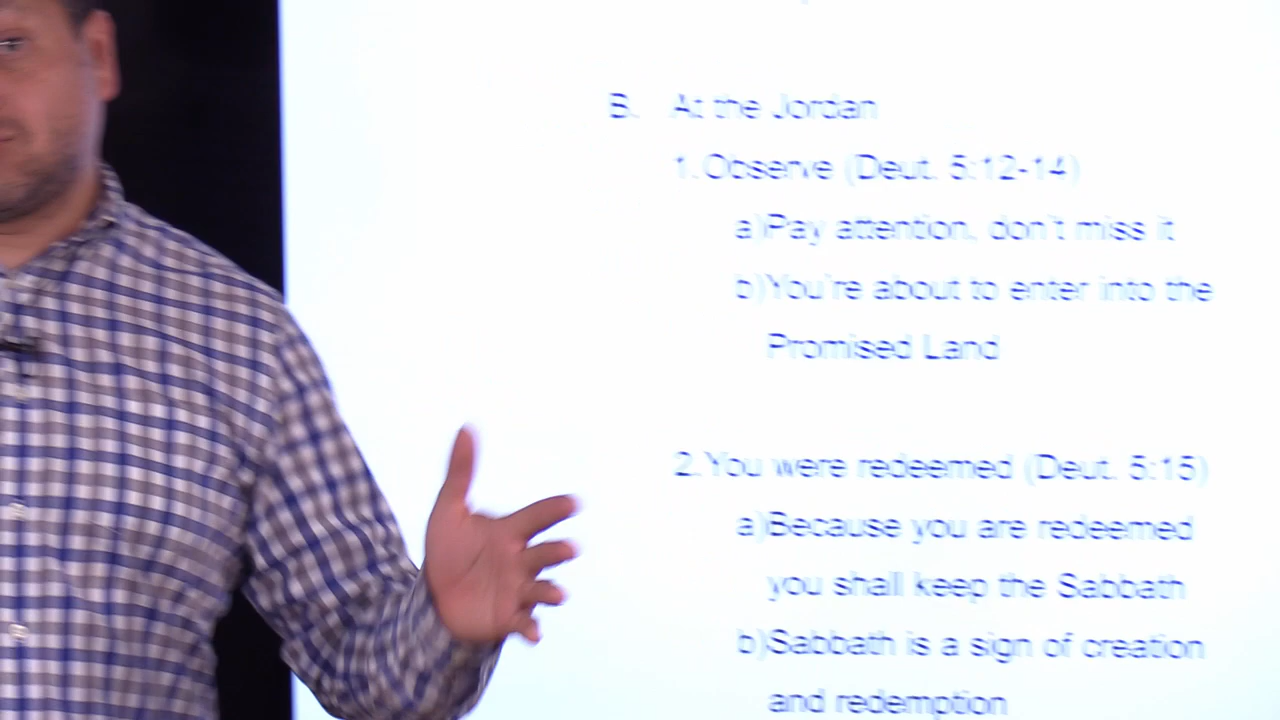 B. At the Jordan
1. Observe (Deut. 5:12-14)
a) Pay attention, don't miss it
b) You're about to enter into the
Promised Land
2. You were redeemed (Deut. 5:15)
a) Because you are redeemed
you shall keep the Sabbath
b) Sabbath is a sign of creation
and redemption